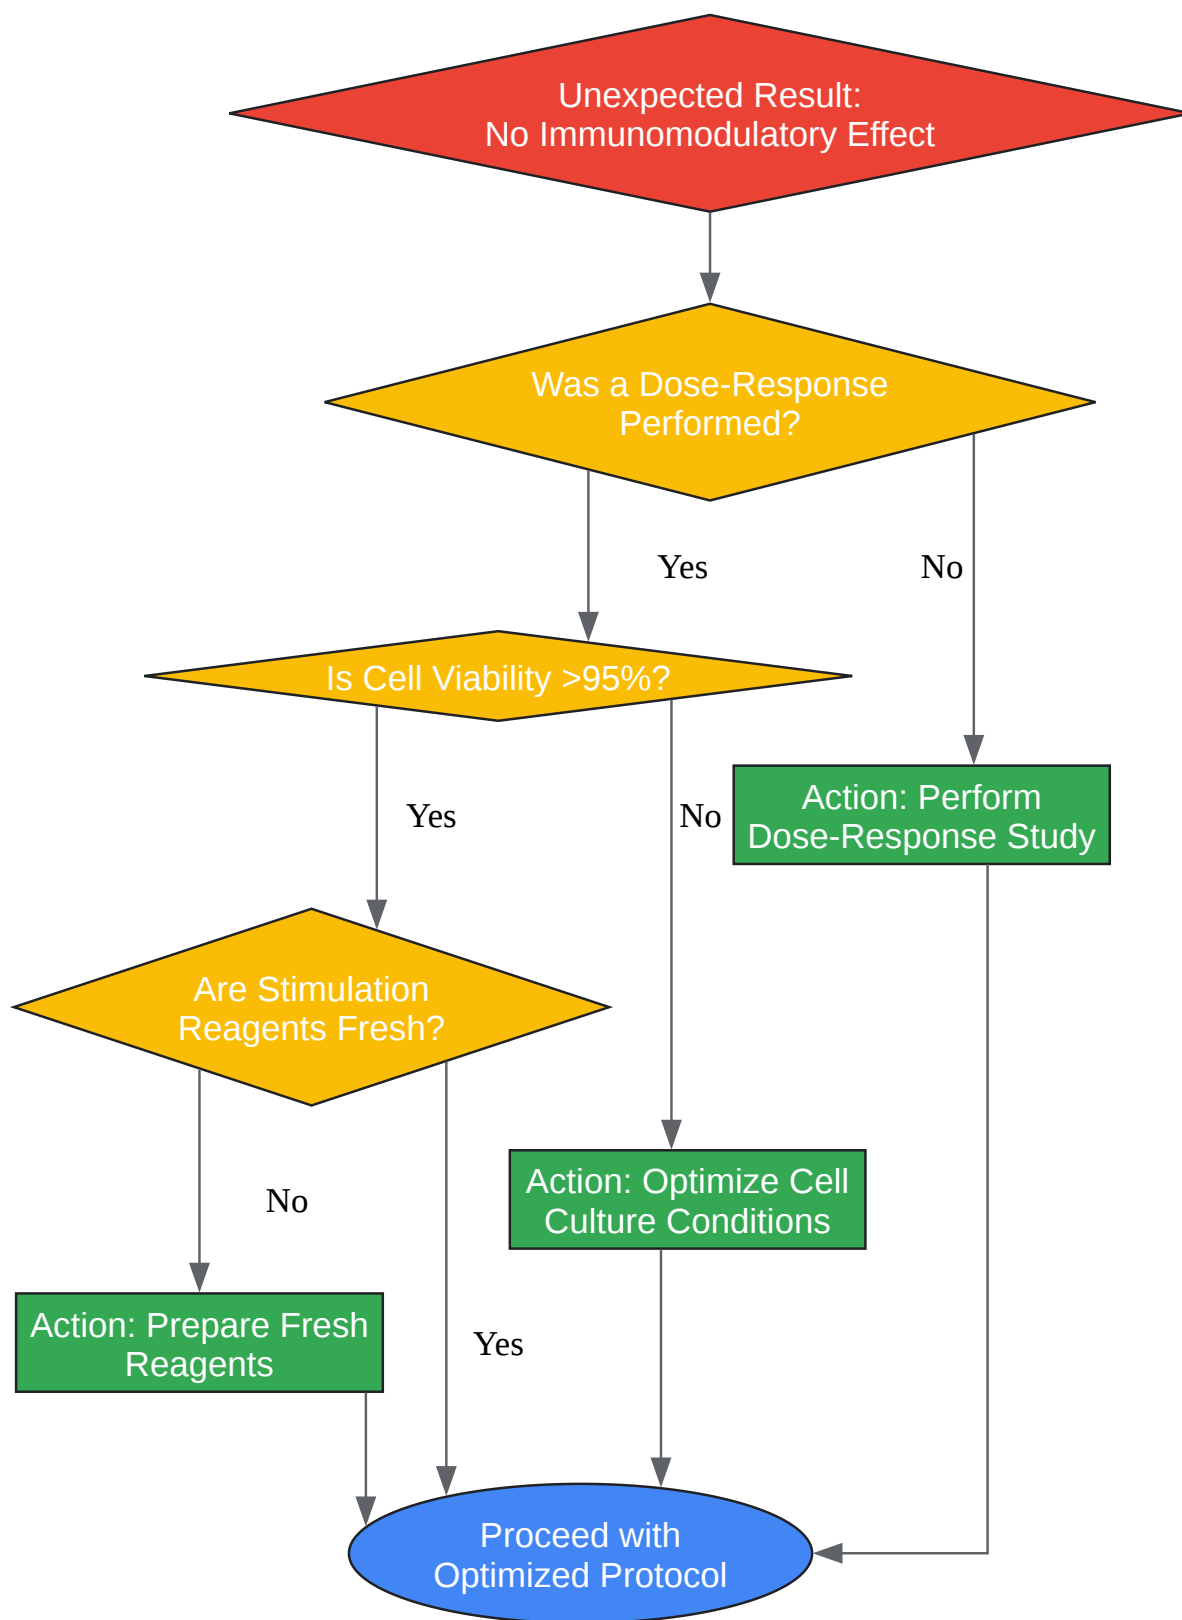 Unexpected Result:
No Immunomodulatory Effect
Was a Dose-Response
Performed?
Yes
No
Is Cell Viability >95%?
Yes
No
Action: Perform
Dose-Response Study
Are Stimulation
Reagents Fresh?
No
Yes
Action: Optimize Cell
Culture Conditions
Action: Prepare Fresh
Reagents
Proceed with
Optimized Protocol